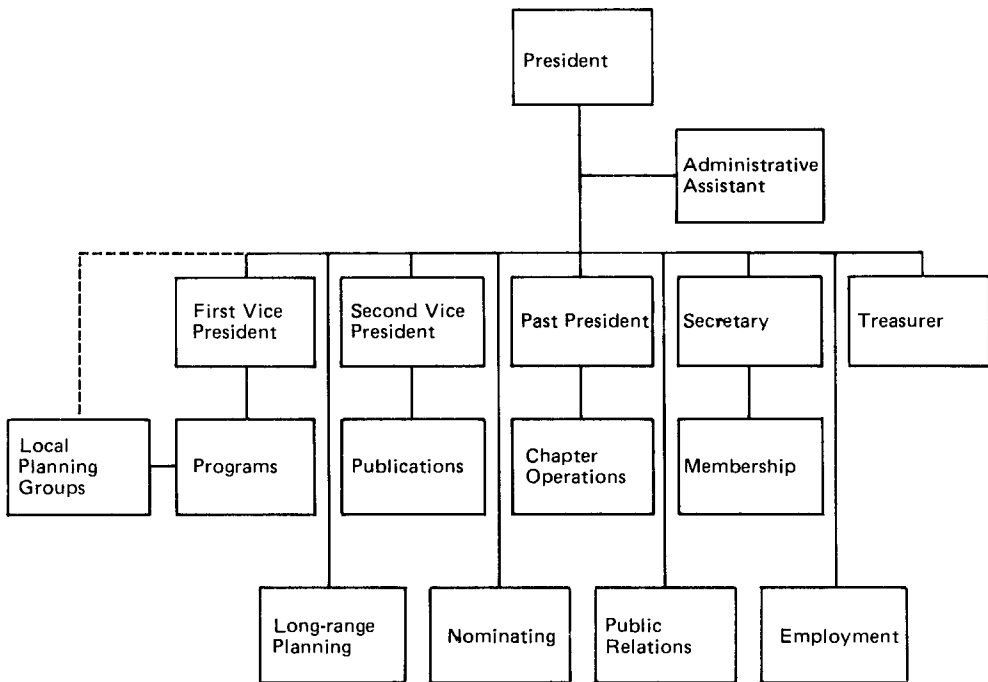 President
Administrative
Assistant
First Vice
President
Second Vice
President
Past President
Secretary
Treasurer
Local
Planning
Groups
Programs
Publications
Chapter
Operations
Membership
Long-range
Planning
Nominating
Public
Relations
Employment